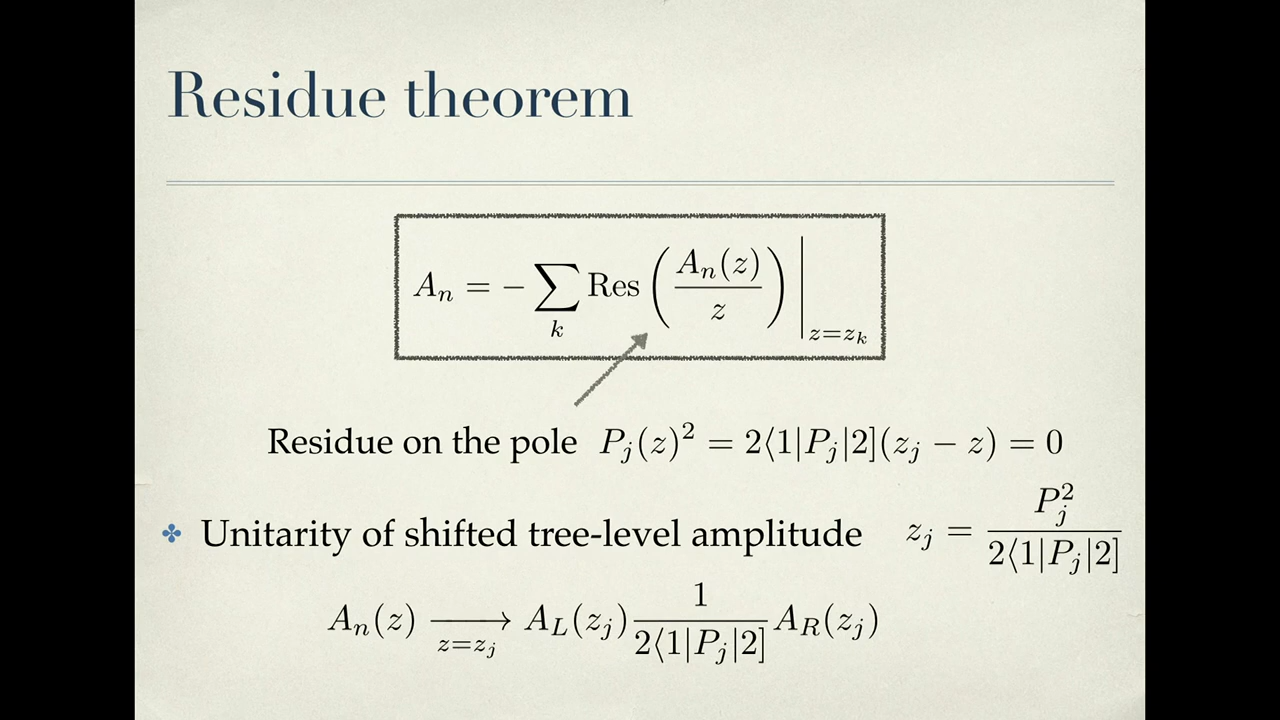 Residue theorem
$A_n = -\sum_k \mathrm{Res}\left(\frac{A_n(z)}{z}\right)\Big|_{z=z_k}$
Residue on the pole $P_j(z)^2 = 2\langle 1|P_j|2](z_j - z) = 0$
✤ Unitarity of shifted tree-level amplitude $z_j = \frac{P_j^2}{2\langle 1|P_j|2]}$
$A_n(z) \xrightarrow[z=z_j]{} A_L(z_j)\frac{1}{2\langle 1|P_j|2]}A_R(z_j)$